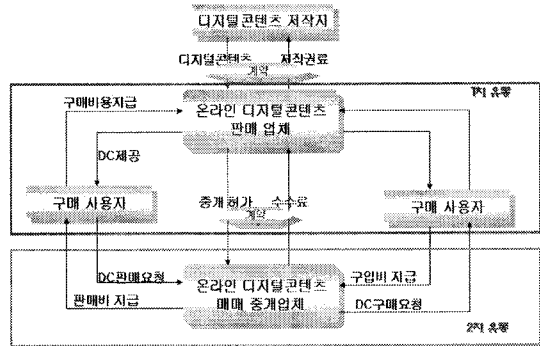 디지털콘텐츠 저작자
디지털콘텐츠
저작권료
계약
1차 유통
구매비용지급
온라인 디지털콘텐츠
판매 업체
DC제공
구매 사용자
중개 허가
수수료
계약
구매 사용자
DC판매요청
판매비 지급
온라인 디지털콘텐츠
매매 중개업체
구입비 지급
DC구매요청
2차 유통